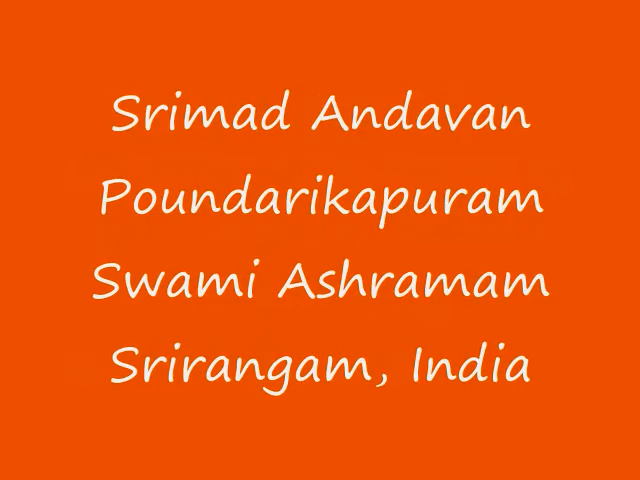 Srimad Andavan
Poundarikapuram
Swami Ashramam
Srirangam, India